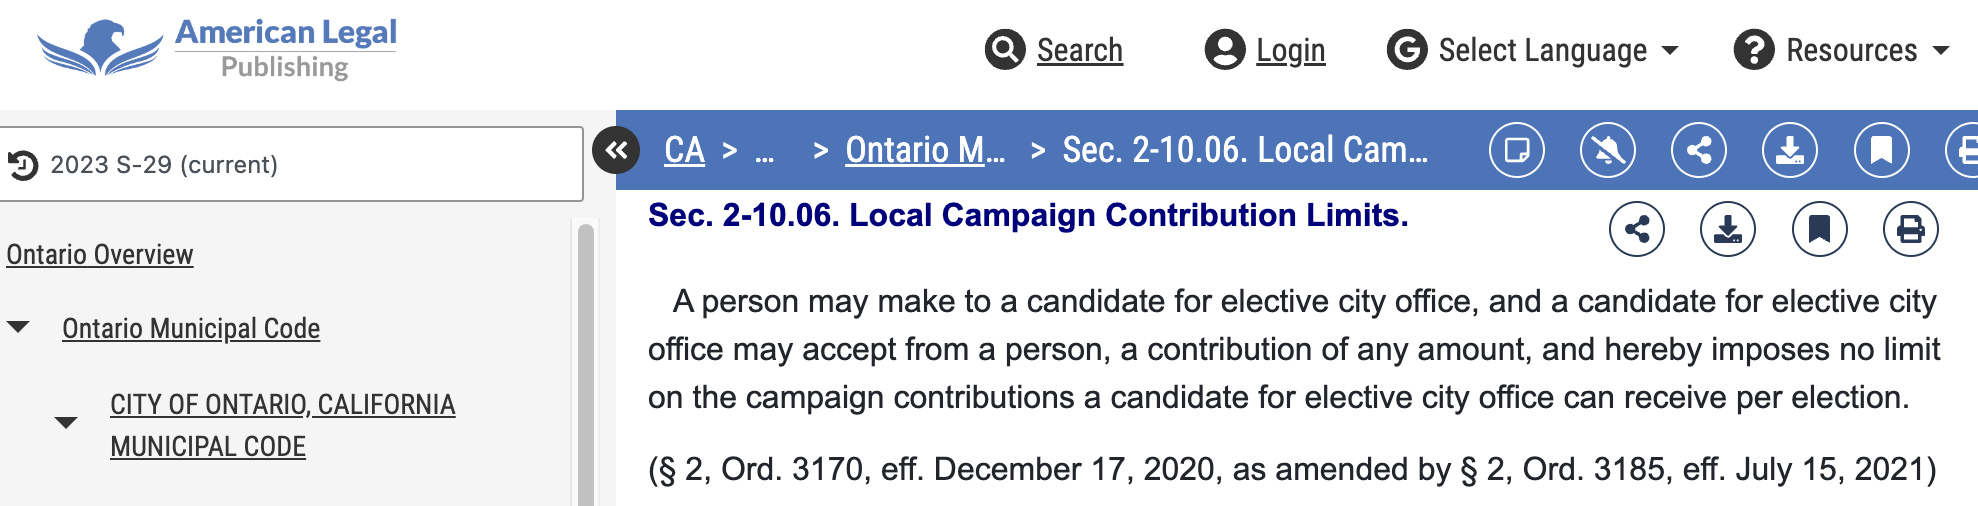 American Legal
Publishing
Search
Login
Select Language
Resources
2023 S-29 (current)
CA > ... > Ontario M... > Sec. 2-10.06. Local Cam...
Ontario Overview
Ontario Municipal Code
CITY OF ONTARIO, CALIFORNIA
MUNICIPAL CODE
Sec. 2-10.06. Local Campaign Contribution Limits.
A person may make to a candidate for elective city office, and a candidate for elective city
office may accept from a person, a contribution of any amount, and hereby imposes no limit
on the campaign contributions a candidate for elective city office can receive per election.
(§ 2, Ord. 3170, eff. December 17, 2020, as amended by § 2, Ord. 3185, eff. July 15, 2021)